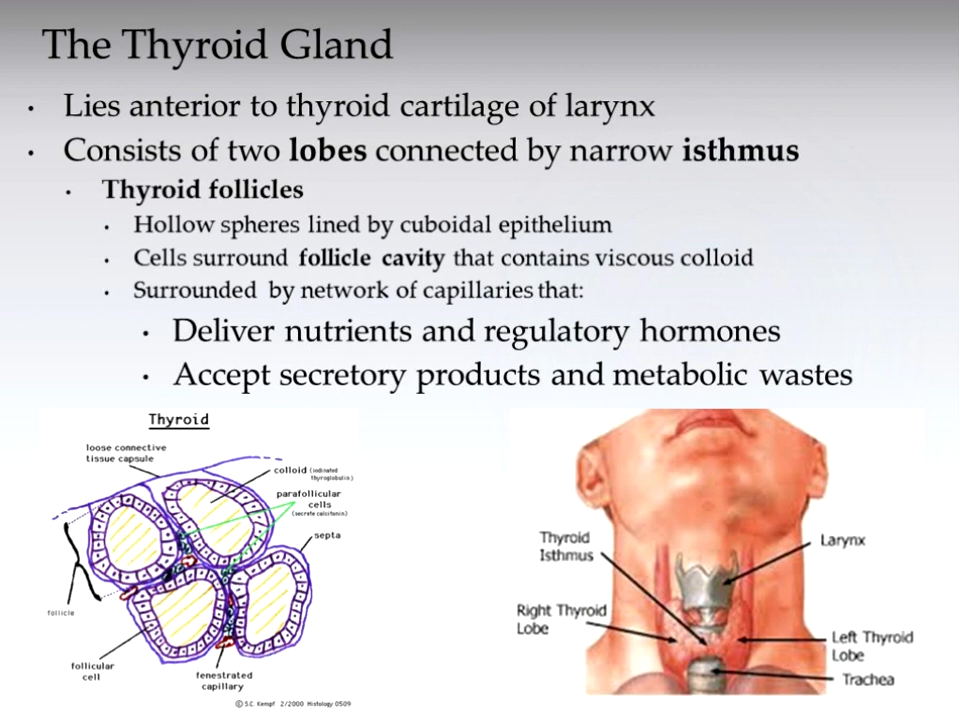 The Thyroid Gland
• Lies anterior to thyroid cartilage of larynx
• Consists of two lobes connected by narrow isthmus
• Thyroid follicles
• Hollow spheres lined by cuboidal epithelium
• Cells surround follicle cavity that contains viscous colloid
• Surrounded by network of capillaries that:
• Deliver nutrients and regulatory hormones
• Accept secretory products and metabolic wastes
Thyroid
loose connective
tissue capsule
colloid (iodinated
thyroglobulin)
parafollicular
cells
(secrete calsitonin)
septa
follicle
follicular
cell
fenestrated
capillary
© S.C. Kempf 2/2000 Histology 0509
Thyroid
Isthmus
Larynx
Right Thyroid
Lobe
Left Thyroid
Lobe
Trachea